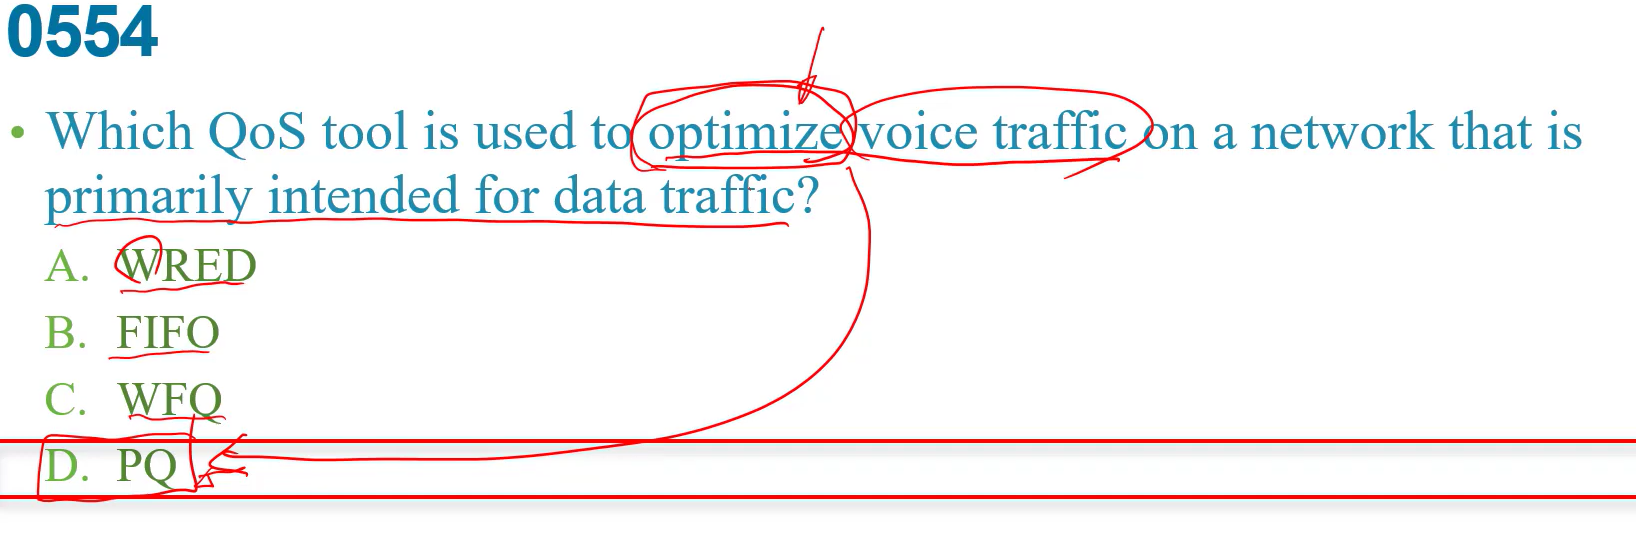 0554
• Which QoS tool is used to optimize voice traffic on a network that is
primarily intended for data traffic?
A. WRED
B. FIFO
C. WFQ
D. PQ